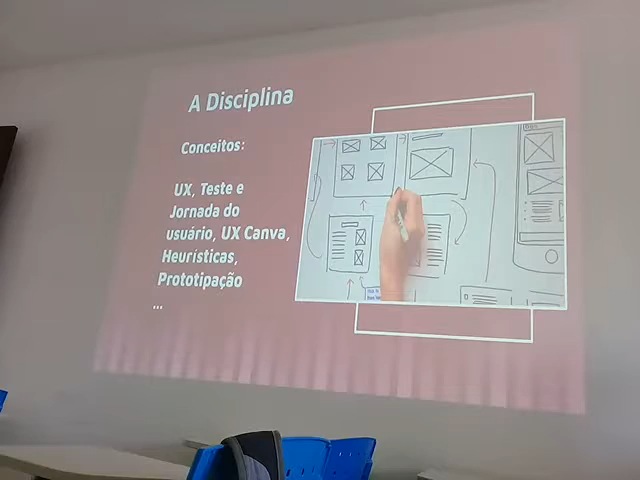 A Disciplina
Conceitos:
UX, Teste e
Jornada do
usuário, UX Canva,
Heurísticas,
Prototipação
...